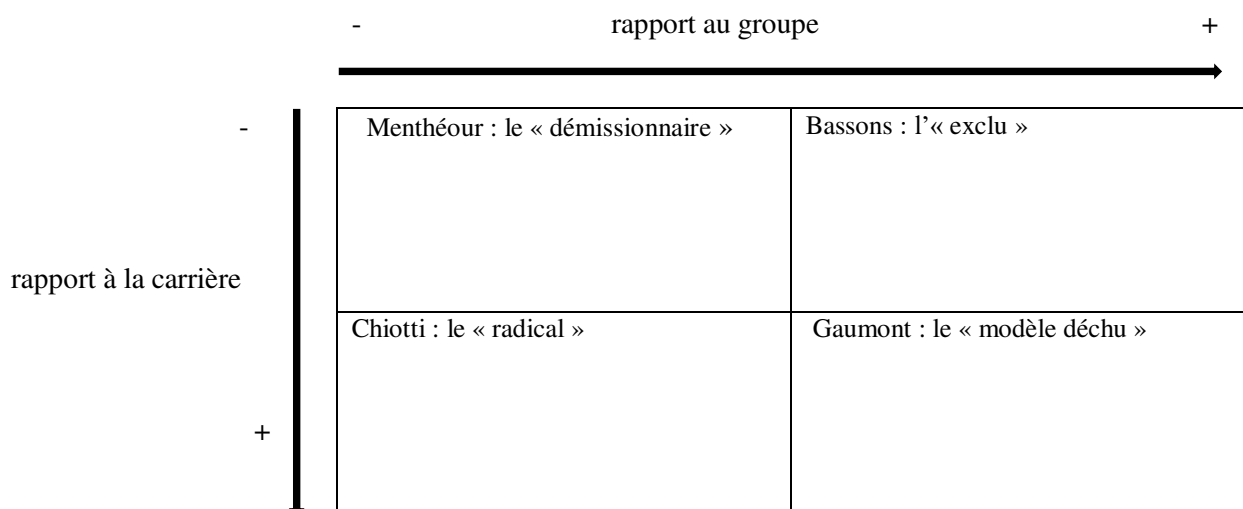 - rapport au groupe +
- Menthéour : le « démissionnaire » Bassons : l'« exclu »
rapport à la carrière
Chiotti : le « radical » Gaumont : le « modèle déchu »
+